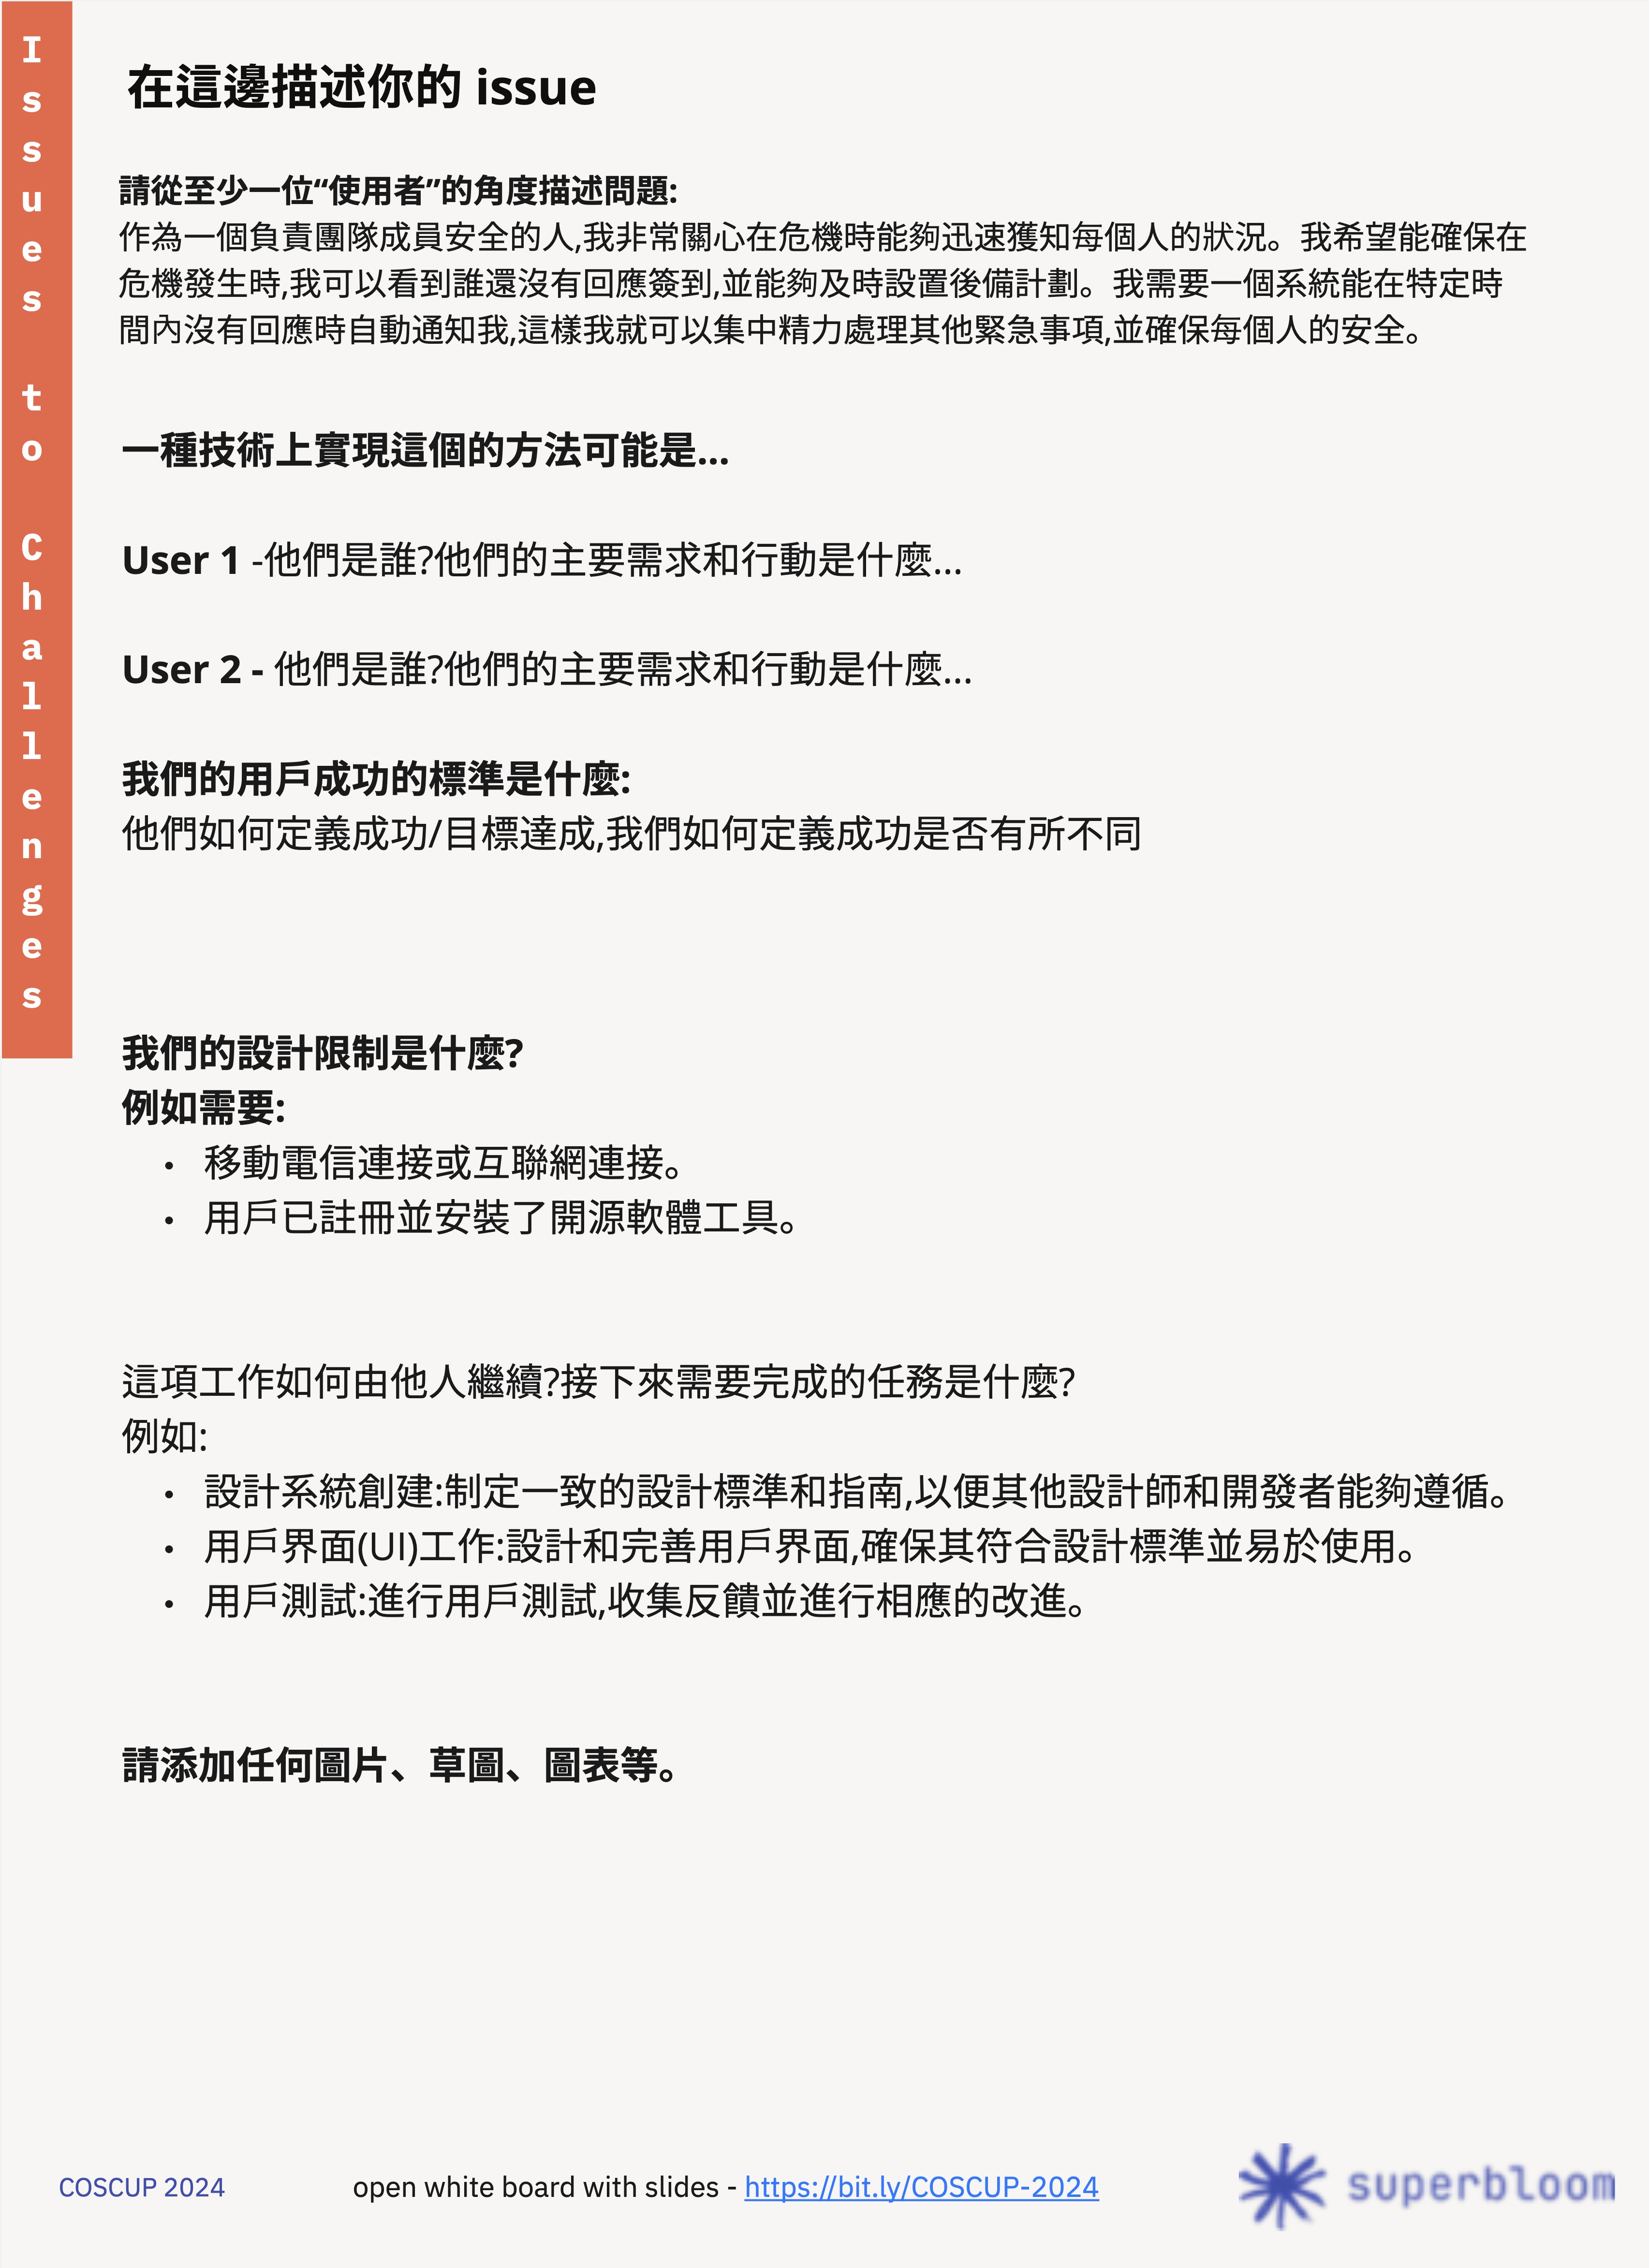 Issues to Challenges
在這邊描述你的 issue
請從至少一位“使用者”的角度描述問題:
作為一個負責團隊成員安全的人,我非常關心在危機時能夠迅速獲知每個人的狀況。我希望能確保在
危機發生時,我可以看到誰還沒有回應簽到,並能夠及時設置後備計劃。我需要一個系統能在特定時
間內沒有回應時自動通知我,這樣我就可以集中精力處理其他緊急事項,並確保每個人的安全。
一種技術上實現這個的方法可能是...
User 1 -他們是誰?他們的主要需求和行動是什麼...
User 2 - 他們是誰?他們的主要需求和行動是什麼...
我們的用戶成功的標準是什麼:
他們如何定義成功/目標達成,我們如何定義成功是否有所不同
我們的設計限制是什麼?
例如需要:
• 移動電信連接或互聯網連接。
• 用戶已註冊並安裝了開源軟體工具。
這項工作如何由他人繼續?接下來需要完成的任務是什麼?
例如:
• 設計系統創建:制定一致的設計標準和指南,以便其他設計師和開發者能夠遵循。
• 用戶界面(UI)工作:設計和完善用戶界面,確保其符合設計標準並易於使用。
• 用戶測試:進行用戶測試,收集反饋並進行相應的改進。
請添加任何圖片、草圖、圖表等。
COSCUP 2024
open white board with slides - https://bit.ly/COSCUP-2024
superbloom